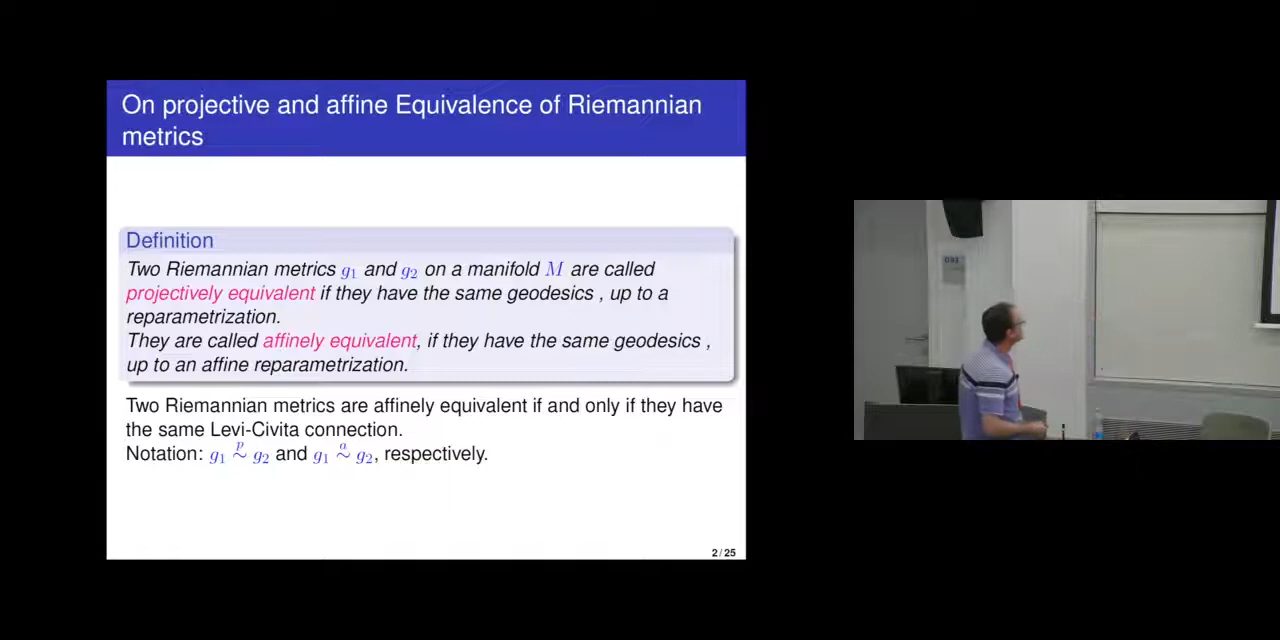 On projective and affine Equivalence of Riemannian
metrics
Definition
Two Riemannian metrics g₁ and g₂ on a manifold M are called
projectively equivalent if they have the same geodesics , up to a
reparametrization.
They are called affinely equivalent, if they have the same geodesics ,
up to an affine reparametrization.
Two Riemannian metrics are affinely equivalent if and only if they have
the same Levi-Civita connection.
Notation: g₁ ᵖ∼ g₂ and g₁ ᵃ∼ g₂, respectively.
2 / 25